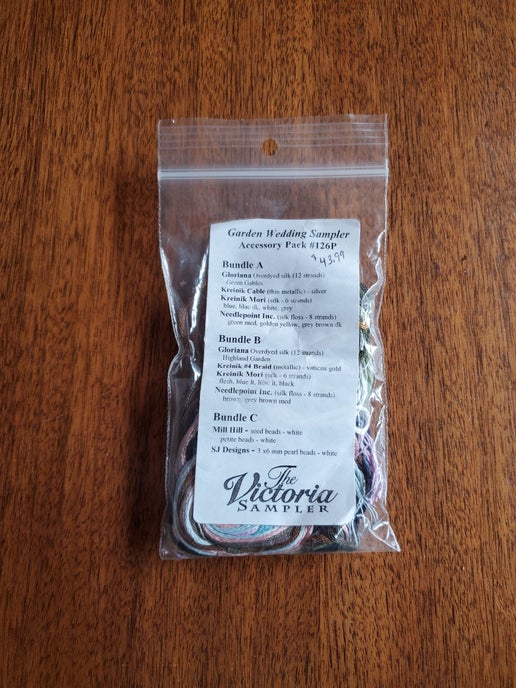 Garden Wedding Sampler
Accessory Pack #126P
$43.99
Bundle A
Gloriana Overdyed silk (12 strands)
Green Gables
Kreinik Cable (thin metallic) - silver
Kreinik Mori (silk - 6 strands)
blue, lilac dk, white, grey
Needlepoint Inc. (silk floss - 8 strands)
green med, golden yellow, grey brown dk
Bundle B
Gloriana Overdyed silk (12 strands)
Highland Garden
Kreinik #4 Braid (metallic) - vatican gold
Kreinik Mori (silk - 6 strands)
flesh, blue lt, lilac lt, black
Needlepoint Inc. (silk floss - 8 strands)
brown, grey brown med
Bundle C
Mill Hill - seed beads - white
petite beads - white
SJ Designs - 3 x6 mm pearl beads - white
The
Victoria
SAMPLER